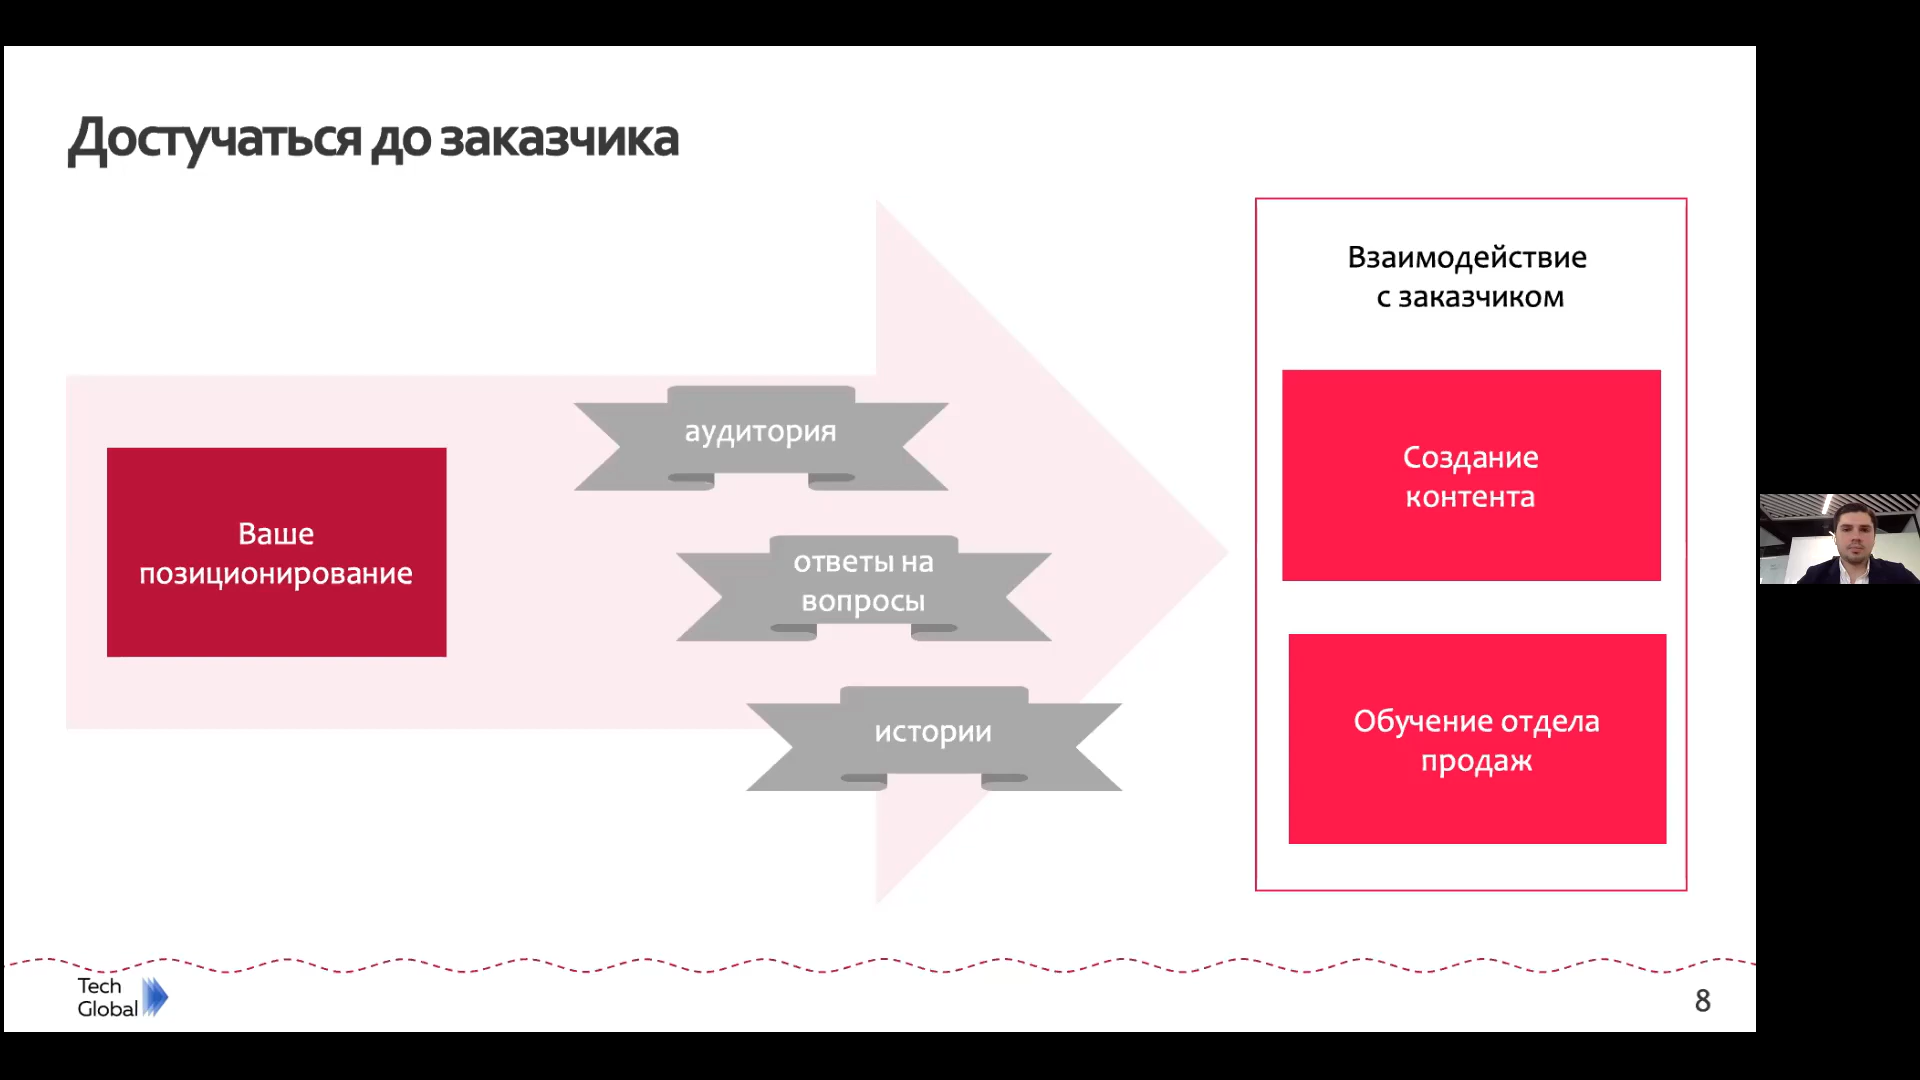 Достучаться до заказчика
Ваше
позиционирование
аудитория
ответы на
вопросы
истории
Взаимодействие
с заказчиком
Создание
контента
Обучение отдела
продаж
Tech
Global
8